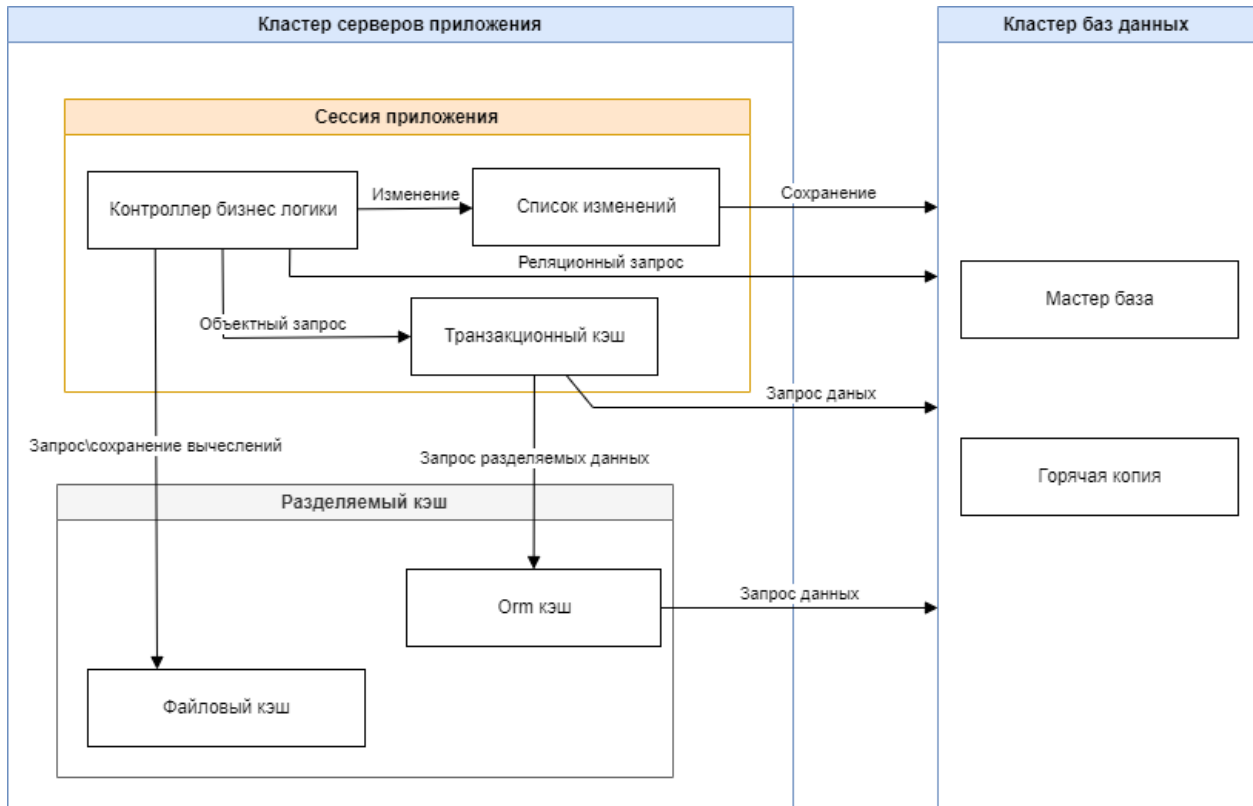 Кластер серверов приложения
Кластер баз данных
Сессия приложения
Контроллер бизнес логики
Изменение
Список изменений
Сохранение
Реляционный запрос
Мастер база
Объектный запрос
Транзакционный кэш
Запрос даных
Запрос\сохранение вычеслений
Запрос разделяемых данных
Горячая копия
Разделяемый кэш
Orm кэш
Запрос данных
Файловый кэш